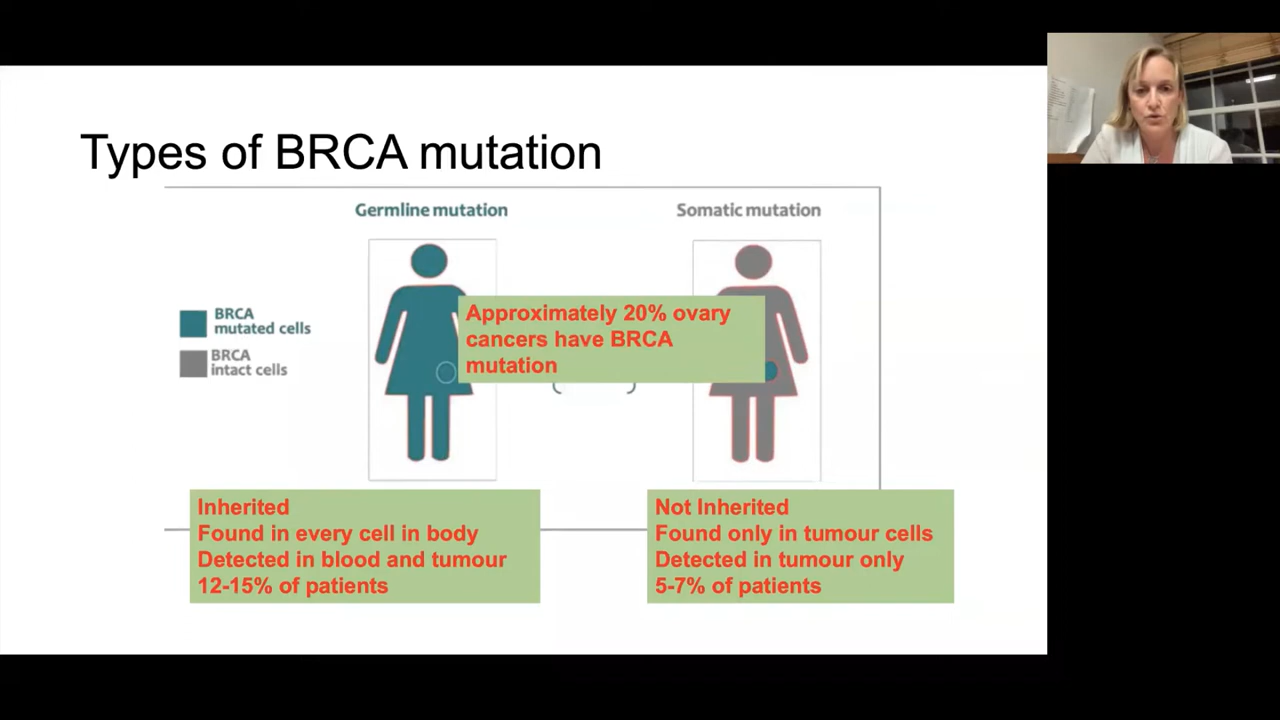 Types of BRCA mutation
Germline mutation
Somatic mutation
BRCA
mutated cells
BRCA
intact cells
Approximately 20% ovary
cancers have BRCA
mutation
Inherited
Found in every cell in body
Detected in blood and tumour
12-15% of patients
Not Inherited
Found only in tumour cells
Detected in tumour only
5-7% of patients